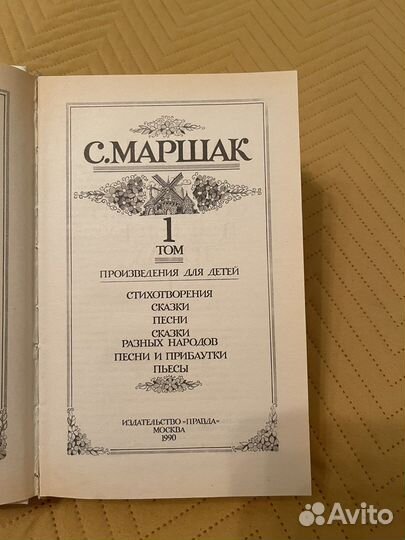 С. МАРШАК
1
ТОМ
ПРОИЗВЕДЕНИЯ ДЛЯ ДЕТЕЙ
СТИХОТВОРЕНИЯ
СКАЗКИ
ПЕСНИ
СКАЗКИ
РАЗНЫХ НАРОДОВ
ПЕСНИ И ПРИБАУТКИ
ПЬЕСЫ
ИЗДАТЕЛЬСТВО «ПРАВДА»
МОСКВА
1990
Avito